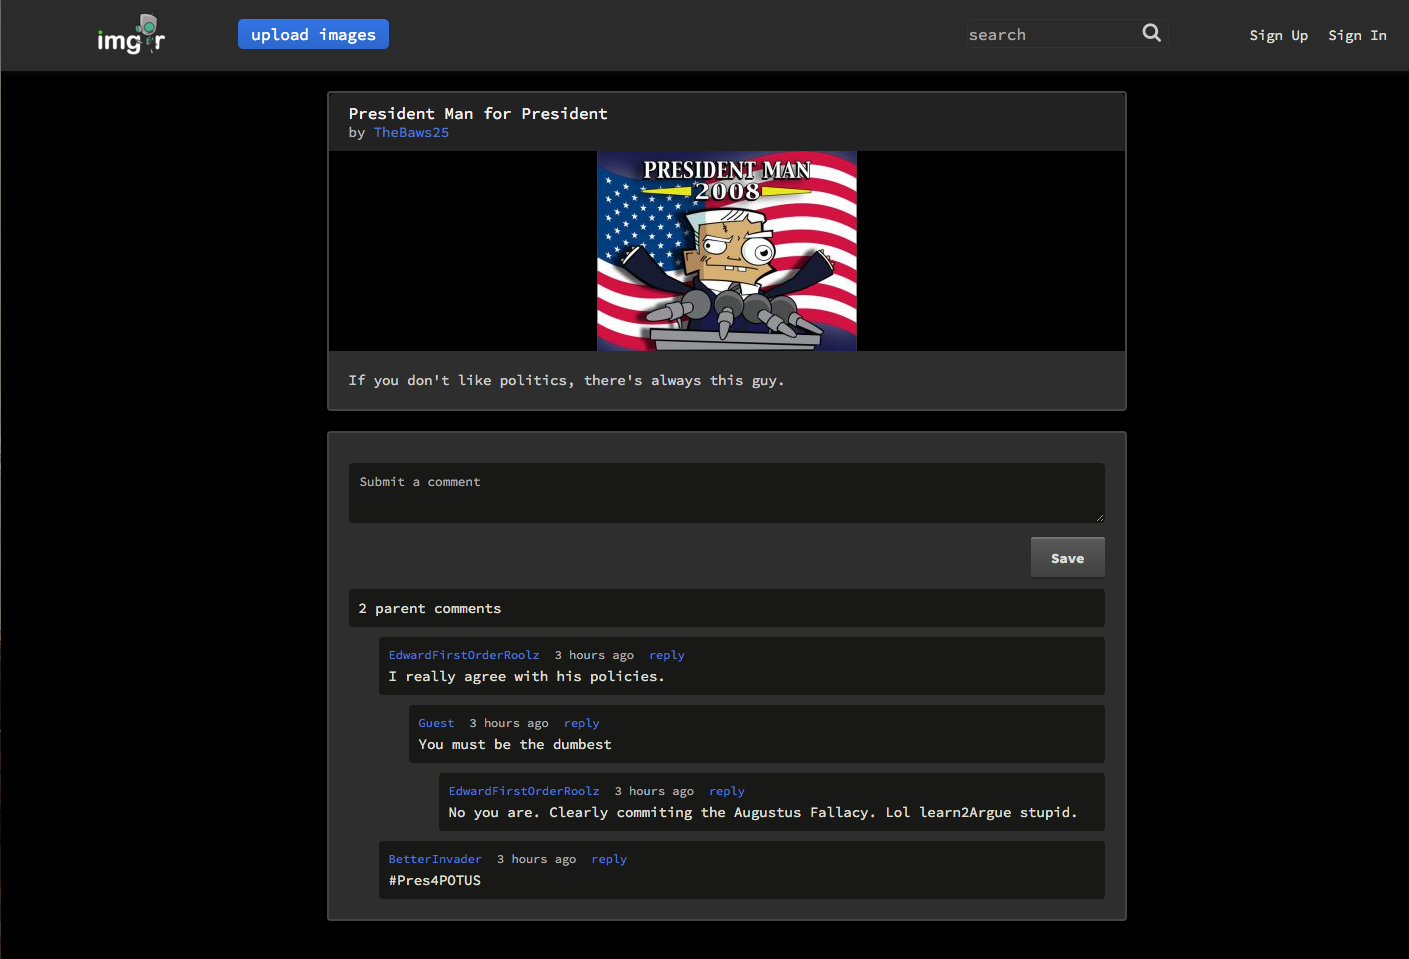 imgir
upload images
search
Sign Up Sign In
President Man for President
by TheBaws25
PRESIDENT MAN
2008
If you don't like politics, there's always this guy.
Submit a comment
Save
2 parent comments
EdwardFirstOrderRoolz 3 hours ago reply
I really agree with his policies.
Guest 3 hours ago reply
You must be the dumbest
EdwardFirstOrderRoolz 3 hours ago reply
No you are. Clearly commiting the Augustus Fallacy. Lol learn2Argue stupid.
BetterInvader 3 hours ago reply
#Pres4POTUS